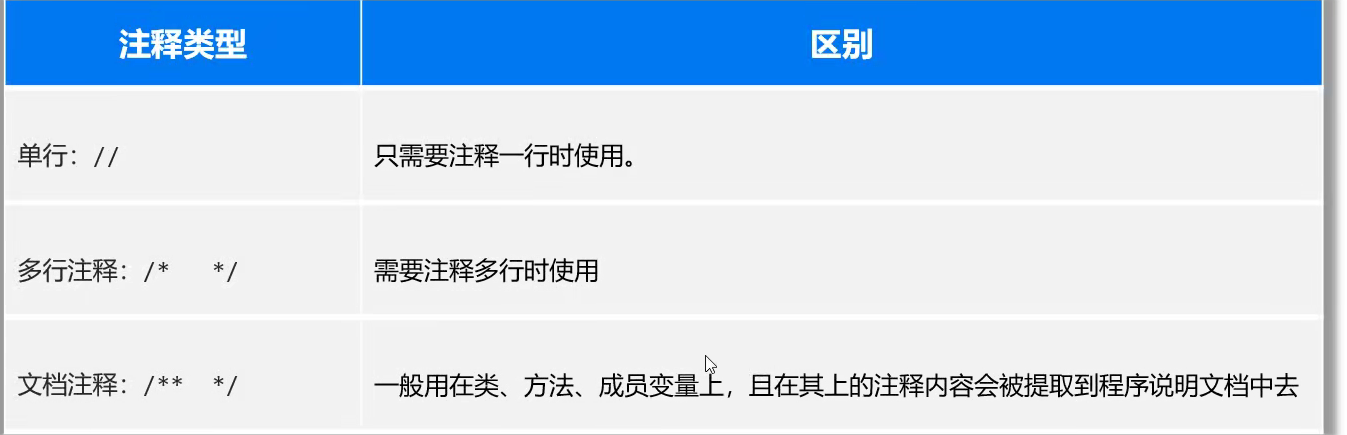 注释类型 区别
单行：// 只需要注释一行时使用。
多行注释：/* */ 需要注释多行时使用
文档注释：/** */ 一般用在类、方法、成员变量上，且在其上的注释内容会被提取到程序说明文档中去